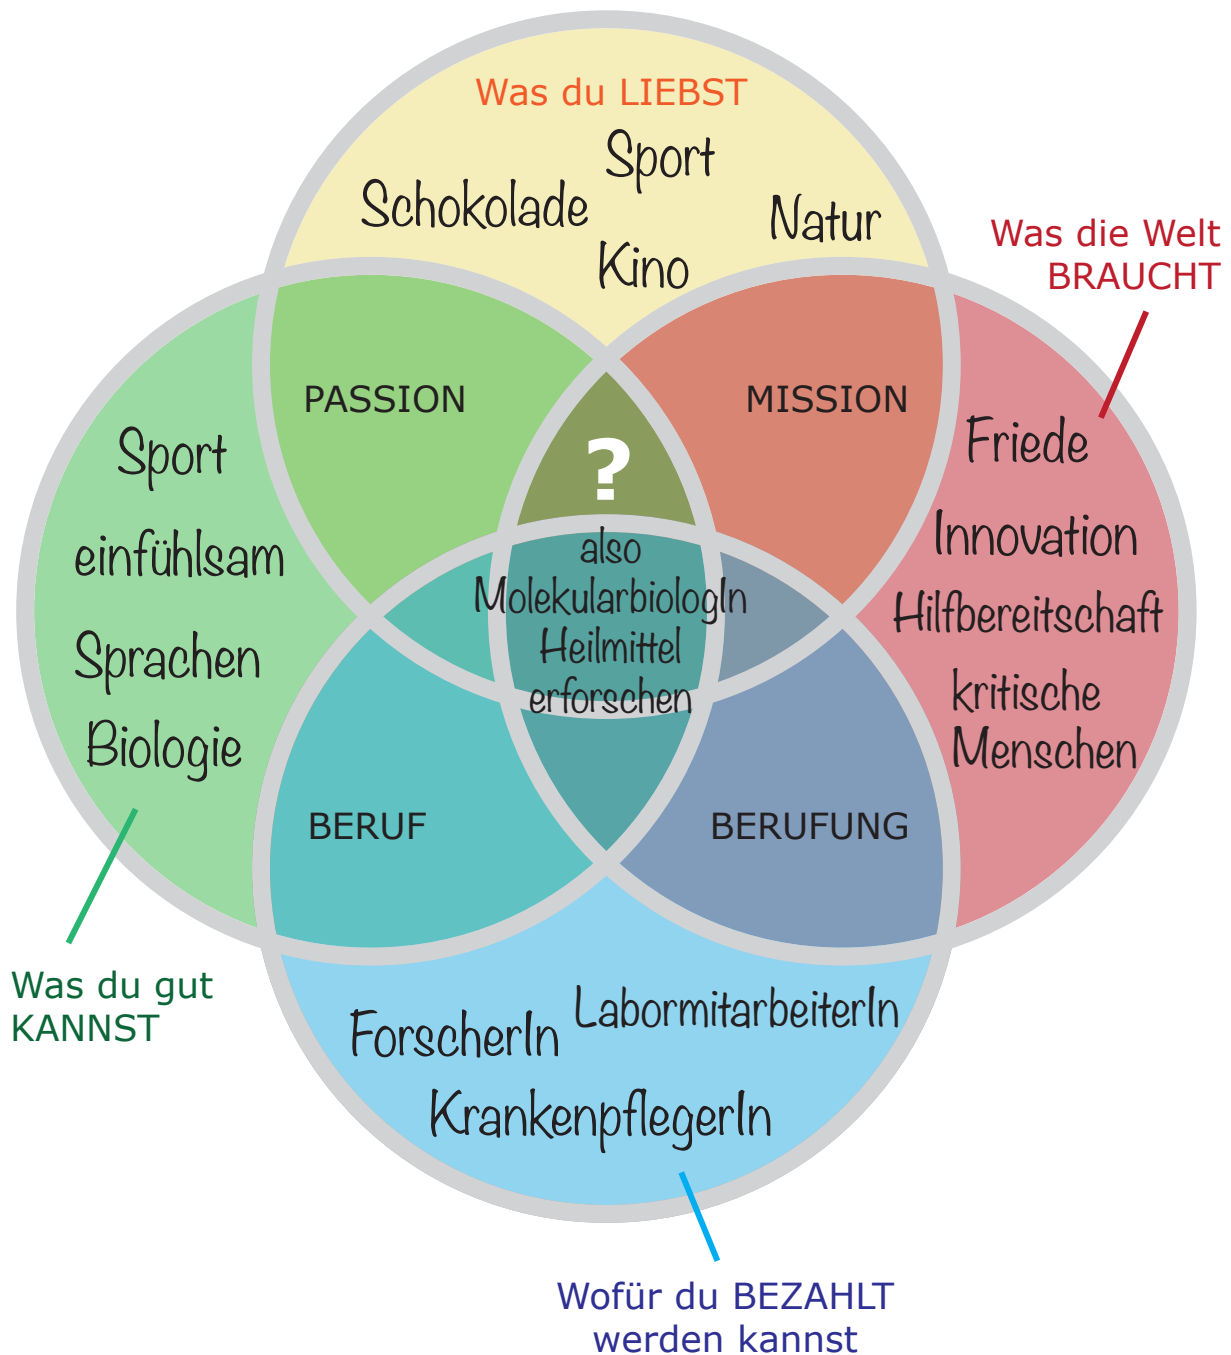 Was du LIEBST
Sport
Schokolade
Natur
Kino
Was die Welt
BRAUCHT
PASSION
MISSION
Sport
einfühlsam
Sprachen
Biologie
Friede
Innovation
Hilfbereitschaft
kritische
Menschen
?
also
MolekularbiologIn
Heilmittel
erforschen
BERUF
BERUFUNG
Was du gut
KANNST
ForscherIn
LabormitarbeiterIn
KrankenpflegerIn
Wofür du BEZAHLT
werden kannst